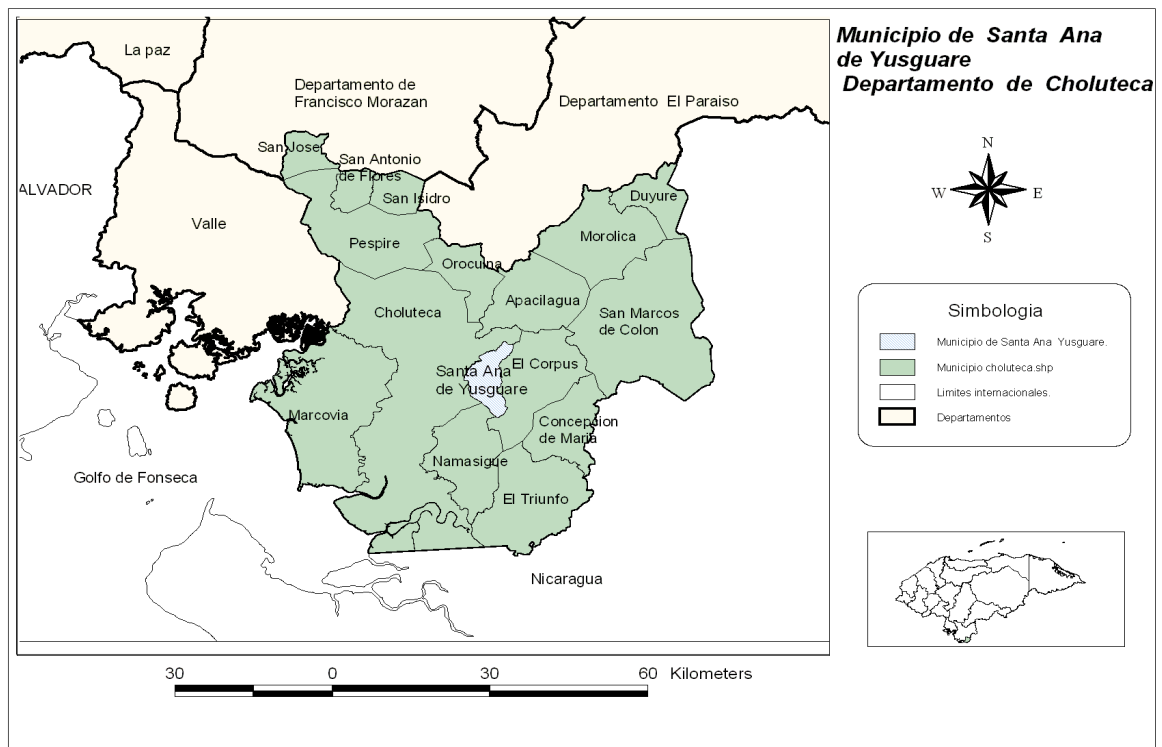 Municipio de Santa Ana
de Yusguare
Departamento de Choluteca
La paz
Departamento de
Francisco Morazan
Departamento El Paraiso
San Jose
San Antonio
de Flores
San Isidro
ALVADOR
Valle
Duyure
Morolica
Pespire
Orocuina
Apacilagua
Choluteca
San Marcos
de Colon
El Corpus
Santa Ana
de Yusguare
Marcovia
Concepcion
de Maria
Namasigue
El Triunfo
Golfo de Fonseca
Nicaragua
30 0 30 60 Kilometers
N
W E
S
Simbologia
Municipio de Santa Ana Yusguare.
Municipio choluteca.shp
Limites internacionales.
Departamentos